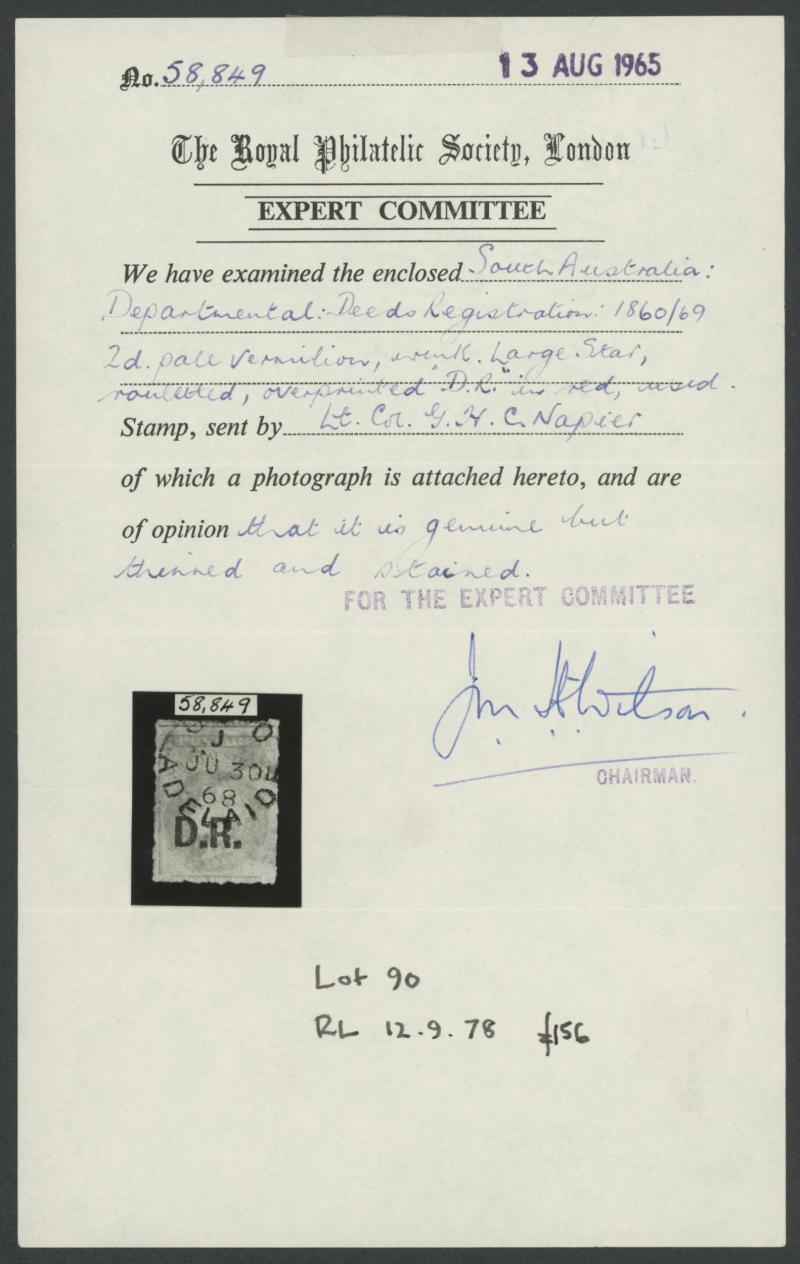 No. 58,849 13 AUG 1965
The Royal Philatelic Society, London
EXPERT COMMITTEE
We have examined the enclosed South Australia:
Departmental: Deeds Registration: 1860/69
2d. pale vermilion, wmk. Large Star,
rouletted, overprinted "D.R." in red, used.
Stamp, sent by Lt. Col. G. H. C. Napier
of which a photograph is attached hereto, and are
of opinion that it is genuine but
thinned and stained.
FOR THE EXPERT COMMITTEE
CHAIRMAN.
58,849
JU 30
68
ADELAID
D.R.
Lot 90
RL 12.9.78 £156